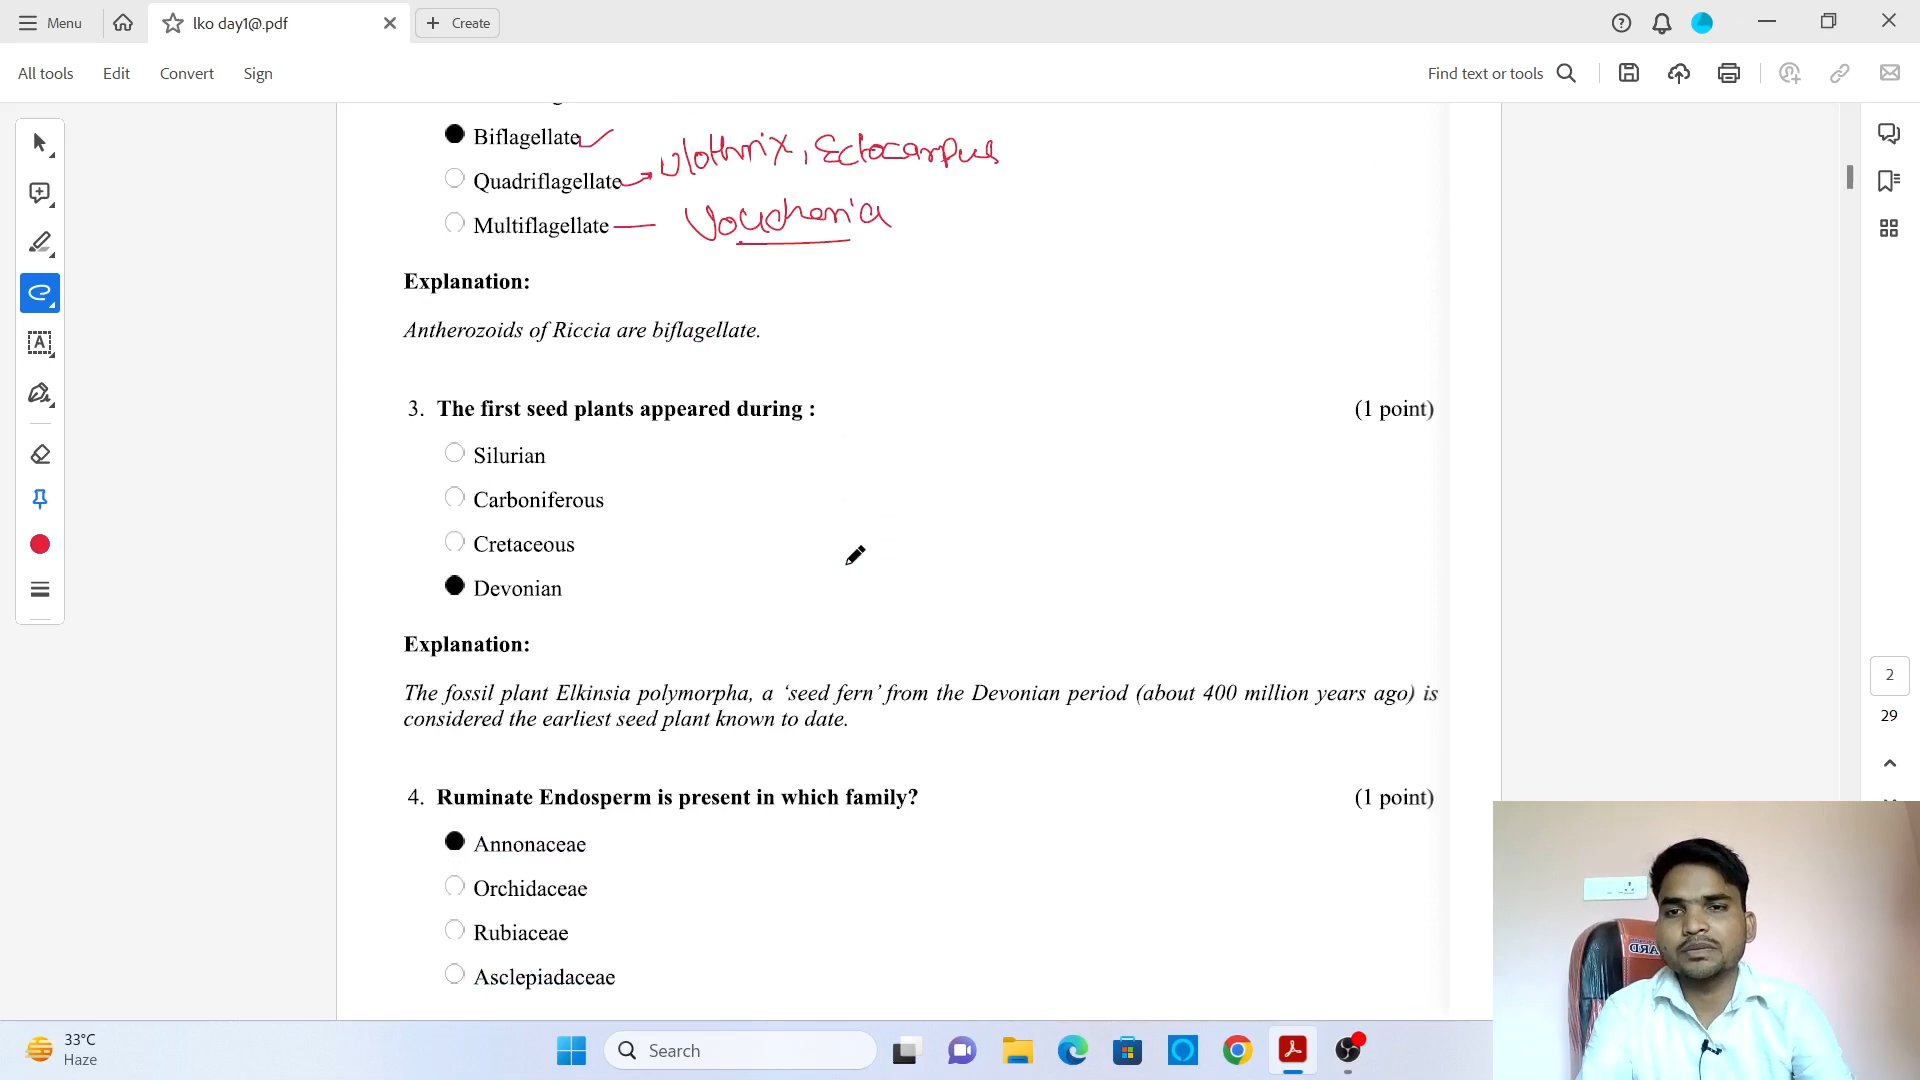 Menu
lko day1@.pdf
Create
All tools
Edit
Convert
Sign
Find text or tools
Biflagellate
Quadriflagellate
Ulothrix, Ectocarpus
Multiflagellate
Explanation:
Antherozoids of Riccia are biflagellate.
3. The first seed plants appeared during : (1 point)
Silurian
Carboniferous
Cretaceous
Devonian
Explanation:
The fossil plant Elkinsia polymorpha, a ‘seed fern’ from the Devonian period (about 400 million years ago) is
considered the earliest seed plant known to date.
4. Ruminate Endosperm is present in which family? (1 point)
Annonaceae
Orchidaceae
Rubiaceae
Asclepiadaceae
2
29
33°C
Haze
Search